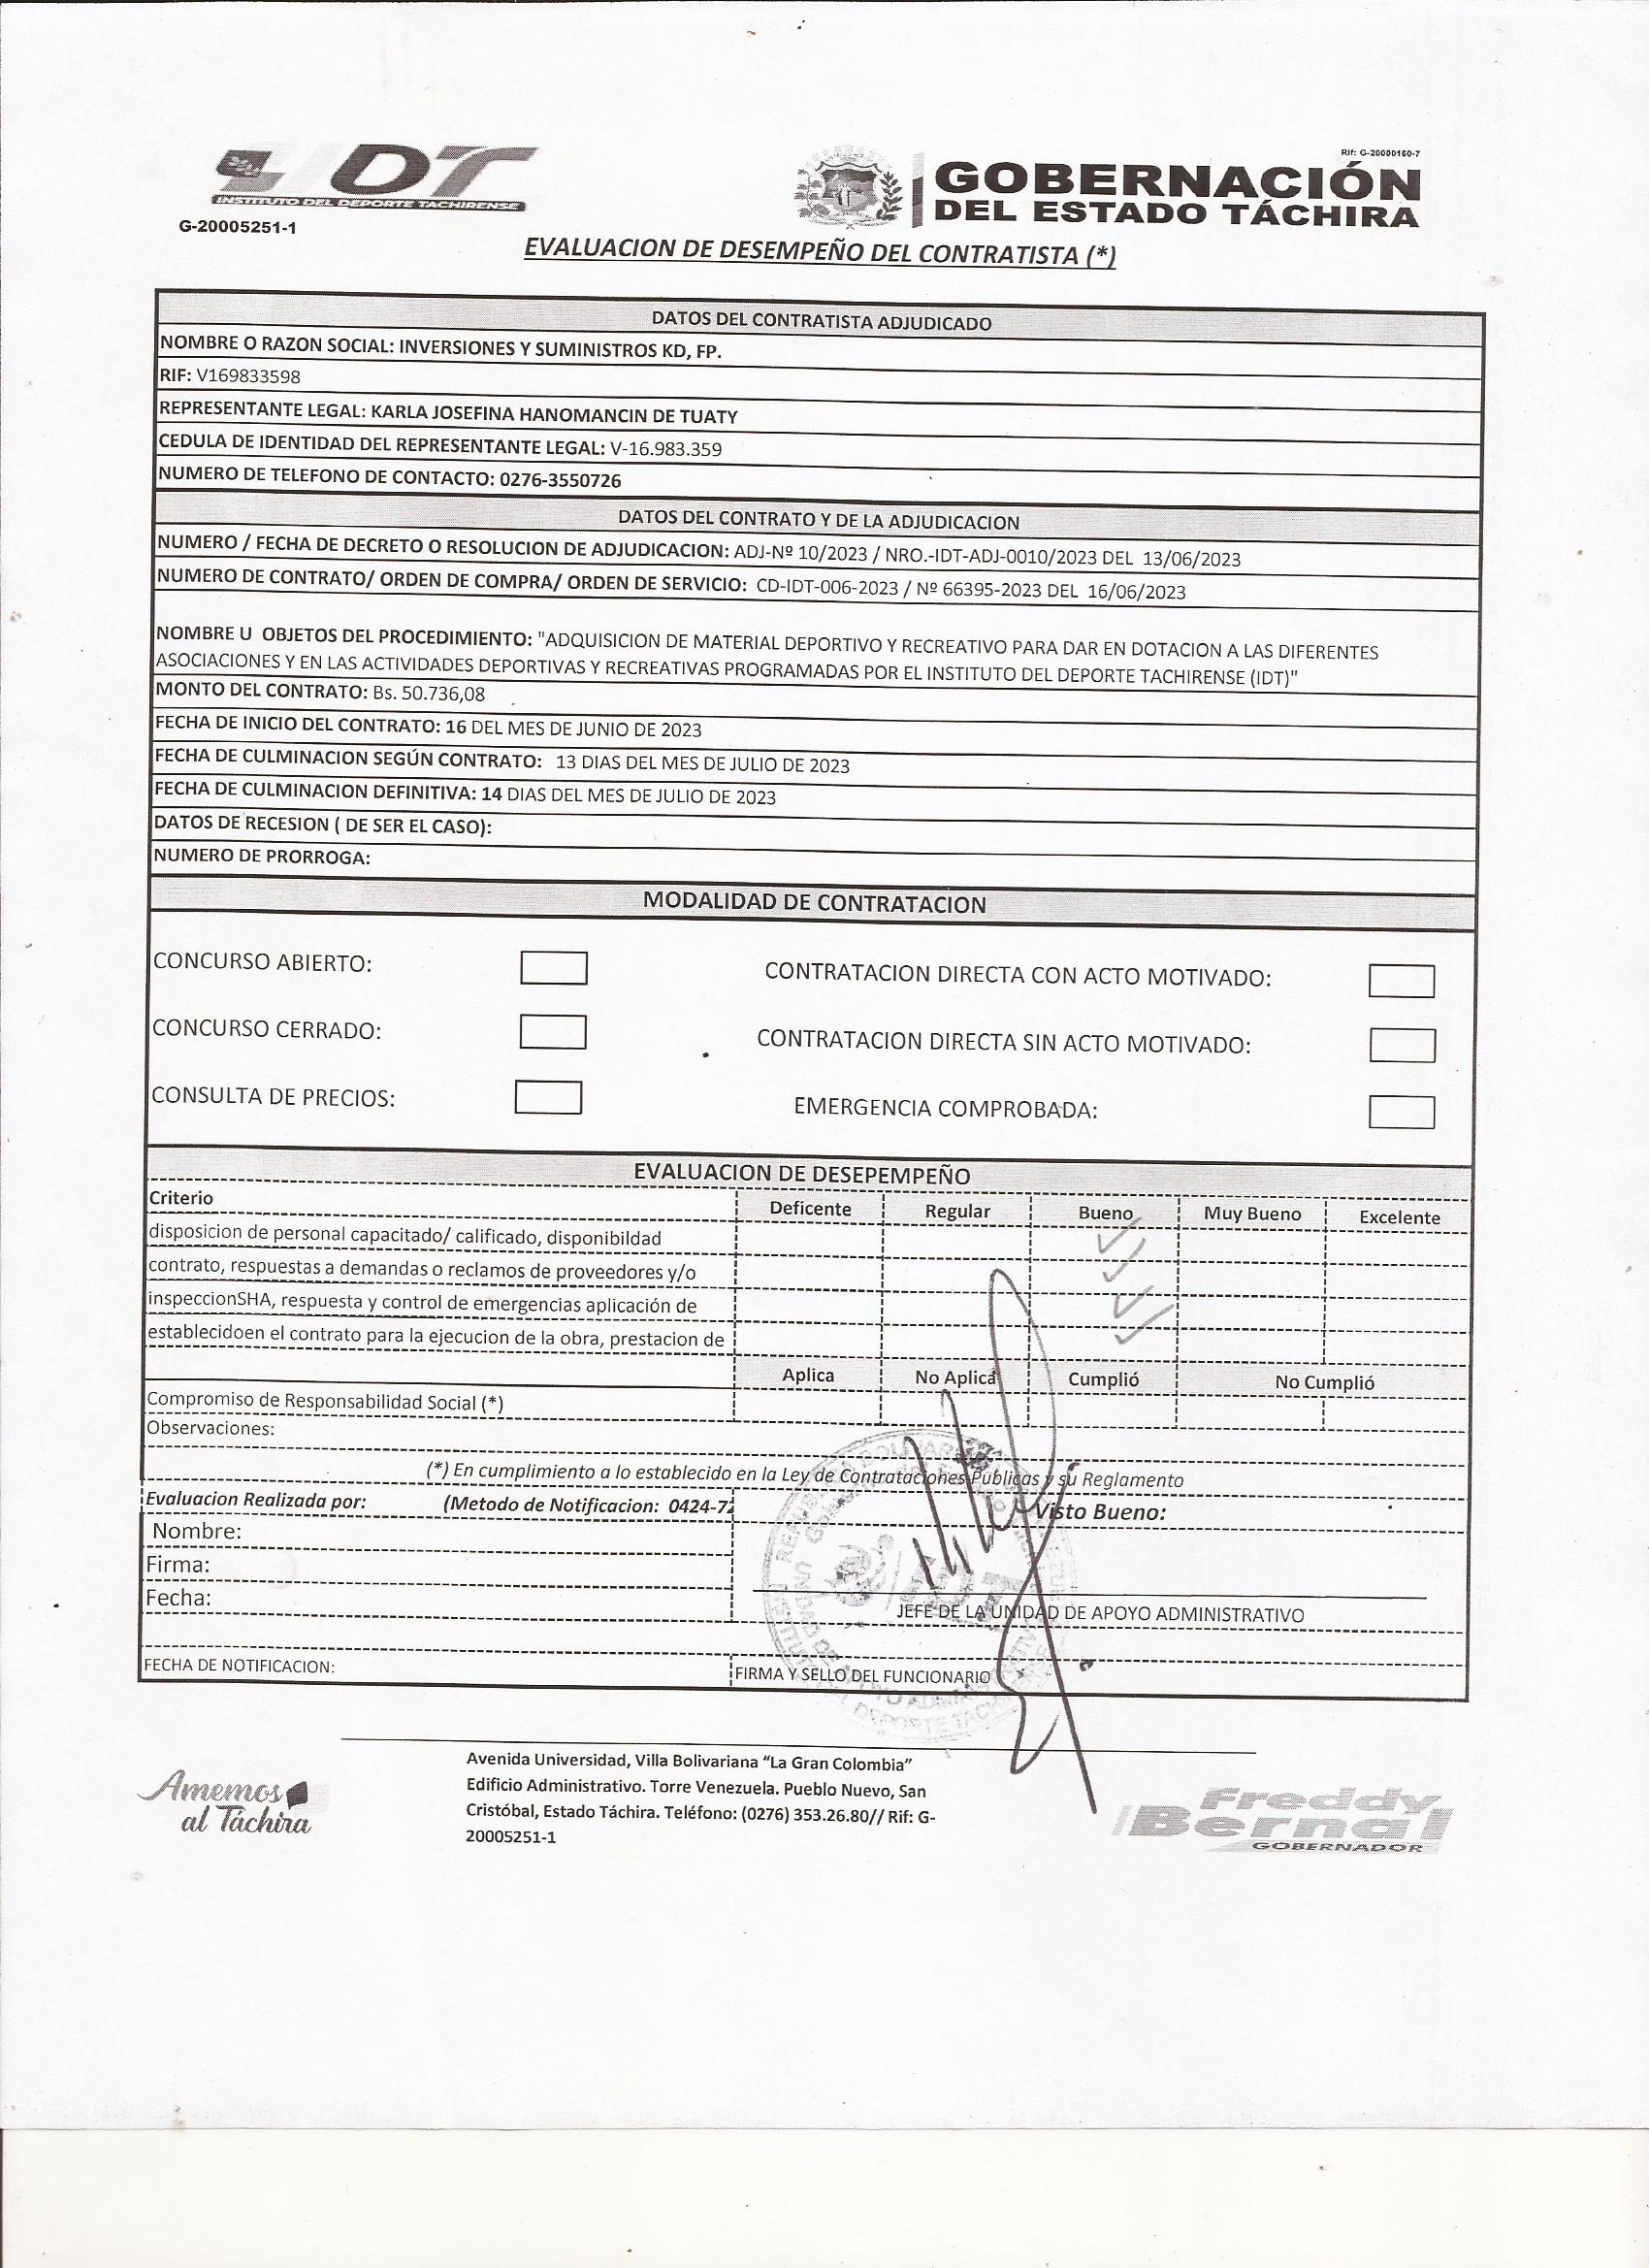 IDT
INSTITUTO DEL DEPORTE TACHIRENSE
G-20005251-1
Rif: G-20000160-7
GOBERNACIÓN
DEL ESTADO TÁCHIRA
EVALUACION DE DESEMPEÑO DEL CONTRATISTA (*)
DATOS DEL CONTRATISTA ADJUDICADO
NOMBRE O RAZON SOCIAL: INVERSIONES Y SUMINISTROS KD, FP.
RIF: V169833598
REPRESENTANTE LEGAL: KARLA JOSEFINA HANOMANCIN DE TUATY
CEDULA DE IDENTIDAD DEL REPRESENTANTE LEGAL: V-16.983.359
NUMERO DE TELEFONO DE CONTACTO: 0276-3550726
DATOS DEL CONTRATO Y DE LA ADJUDICACION
NUMERO / FECHA DE DECRETO O RESOLUCION DE ADJUDICACION: ADJ-Nº 10/2023 / NRO.-IDT-ADJ-0010/2023 DEL 13/06/2023
NUMERO DE CONTRATO/ ORDEN DE COMPRA/ ORDEN DE SERVICIO: CD-IDT-006-2023 / Nº 66395-2023 DEL 16/06/2023
NOMBRE U OBJETOS DEL PROCEDIMIENTO: "ADQUISICION DE MATERIAL DEPORTIVO Y RECREATIVO PARA DAR EN DOTACION A LAS DIFERENTES
ASOCIACIONES Y EN LAS ACTIVIDADES DEPORTIVAS Y RECREATIVAS PROGRAMADAS POR EL INSTITUTO DEL DEPORTE TACHIRENSE (IDT)"
MONTO DEL CONTRATO: Bs. 50.736,08
FECHA DE INICIO DEL CONTRATO: 16 DEL MES DE JUNIO DE 2023
FECHA DE CULMINACION SEGÚN CONTRATO: 13 DIAS DEL MES DE JULIO DE 2023
FECHA DE CULMINACION DEFINITIVA: 14 DIAS DEL MES DE JULIO DE 2023
DATOS DE RECESION ( DE SER EL CASO):
NUMERO DE PRORROGA:
MODALIDAD DE CONTRATACION
CONCURSO ABIERTO: CONTRATACION DIRECTA CON ACTO MOTIVADO:
CONCURSO CERRADO: CONTRATACION DIRECTA SIN ACTO MOTIVADO:
CONSULTA DE PRECIOS: EMERGENCIA COMPROBADA:
EVALUACION DE DESEPEMPEÑO
Criterio Deficente Regular Bueno Muy Bueno Excelente
disposicion de personal capacitado/ calificado, disponibildad ✓
contrato, respuestas a demandas o reclamos de proveedores y/o ✓
inspeccionSHA, respuesta y control de emergencias aplicación de ✓
establecidoen el contrato para la ejecucion de la obra, prestacion de ✓
Aplica No Aplica Cumplió No Cumplió
Compromiso de Responsabilidad Social (*)
Observaciones:
(*) En cumplimiento a lo establecido en la Ley de Contrataciones Publicas y su Reglamento
Evaluacion Realizada por: (Metodo de Notificacion: 0424-72 Visto Bueno:
Nombre:
Firma:
Fecha:
JEFE DE LA UNIDAD DE APOYO ADMINISTRATIVO
FECHA DE NOTIFICACION: FIRMA Y SELLO DEL FUNCIONARIO
Avenida Universidad, Villa Bolivariana “La Gran Colombia”
Edificio Administrativo. Torre Venezuela. Pueblo Nuevo, San
Cristóbal, Estado Táchira. Teléfono: (0276) 353.26.80// Rif: G-
20005251-1
Amemos
al Táchira
Freddy
Bernal
GOBERNADOR